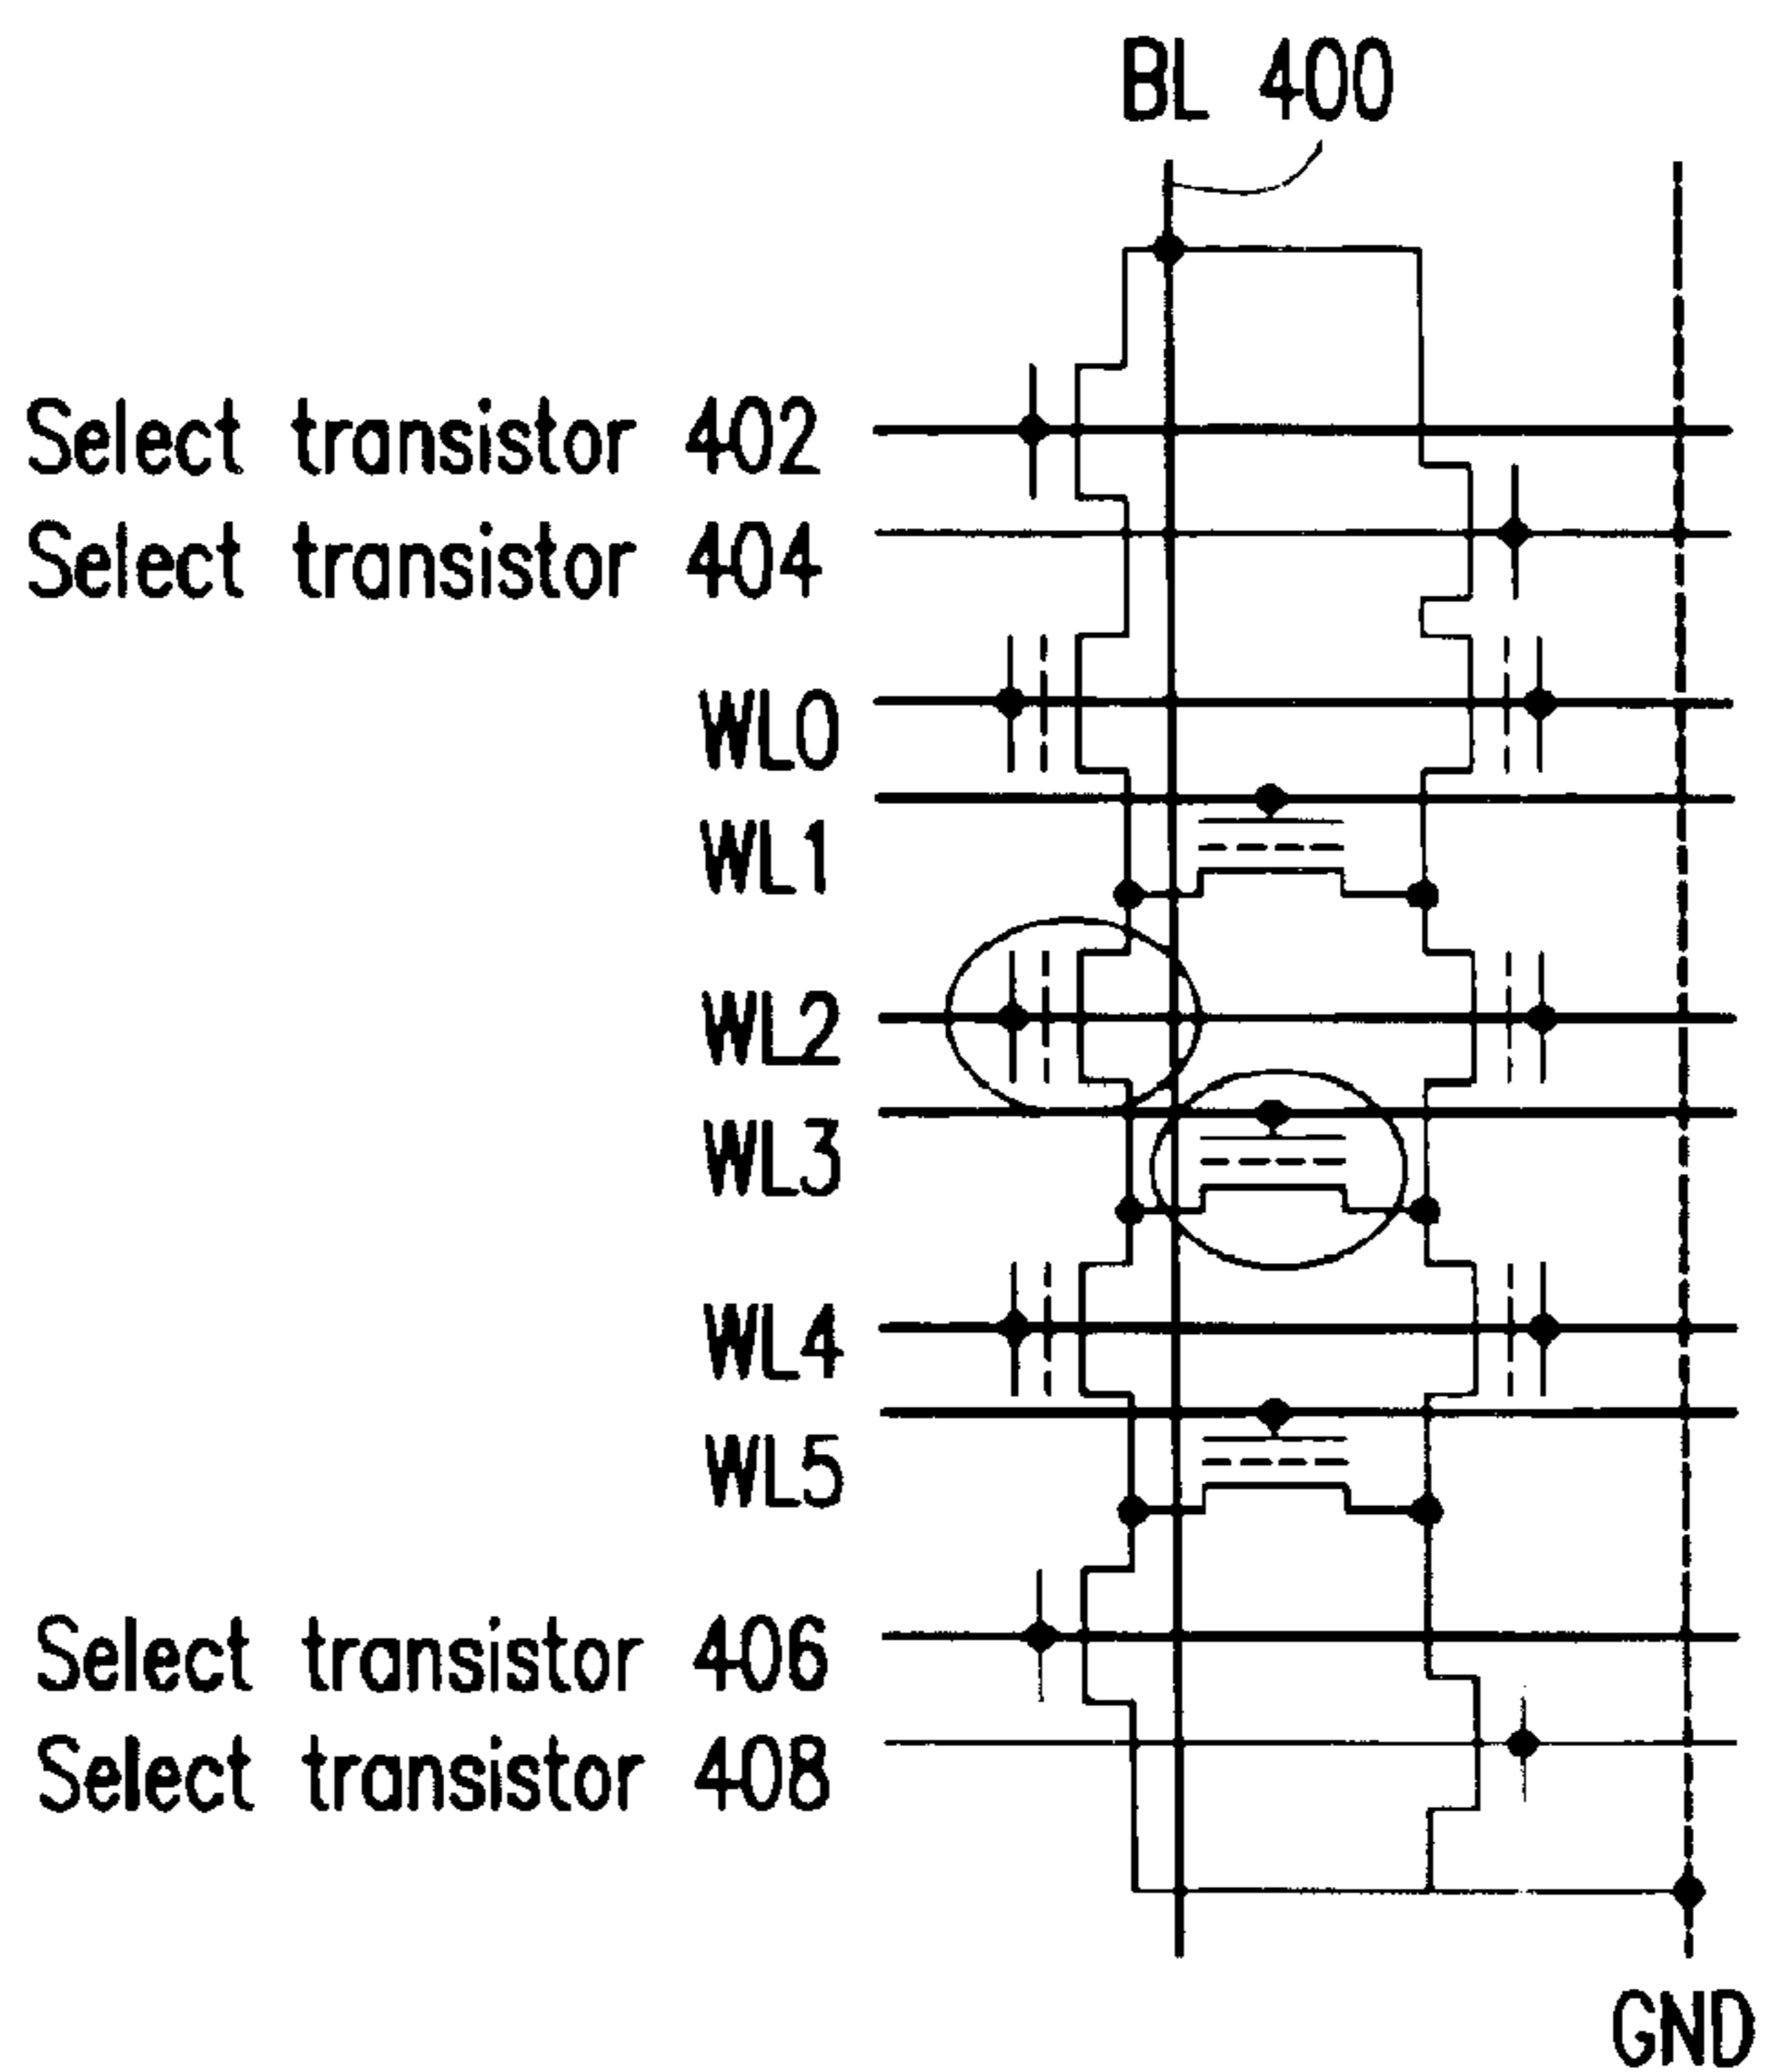 BL 400
Select transistor 402
Select transistor 404
WL0
WL1
WL2
WL3
WL4
WL5
Select transistor 406
Select transistor 408
GND